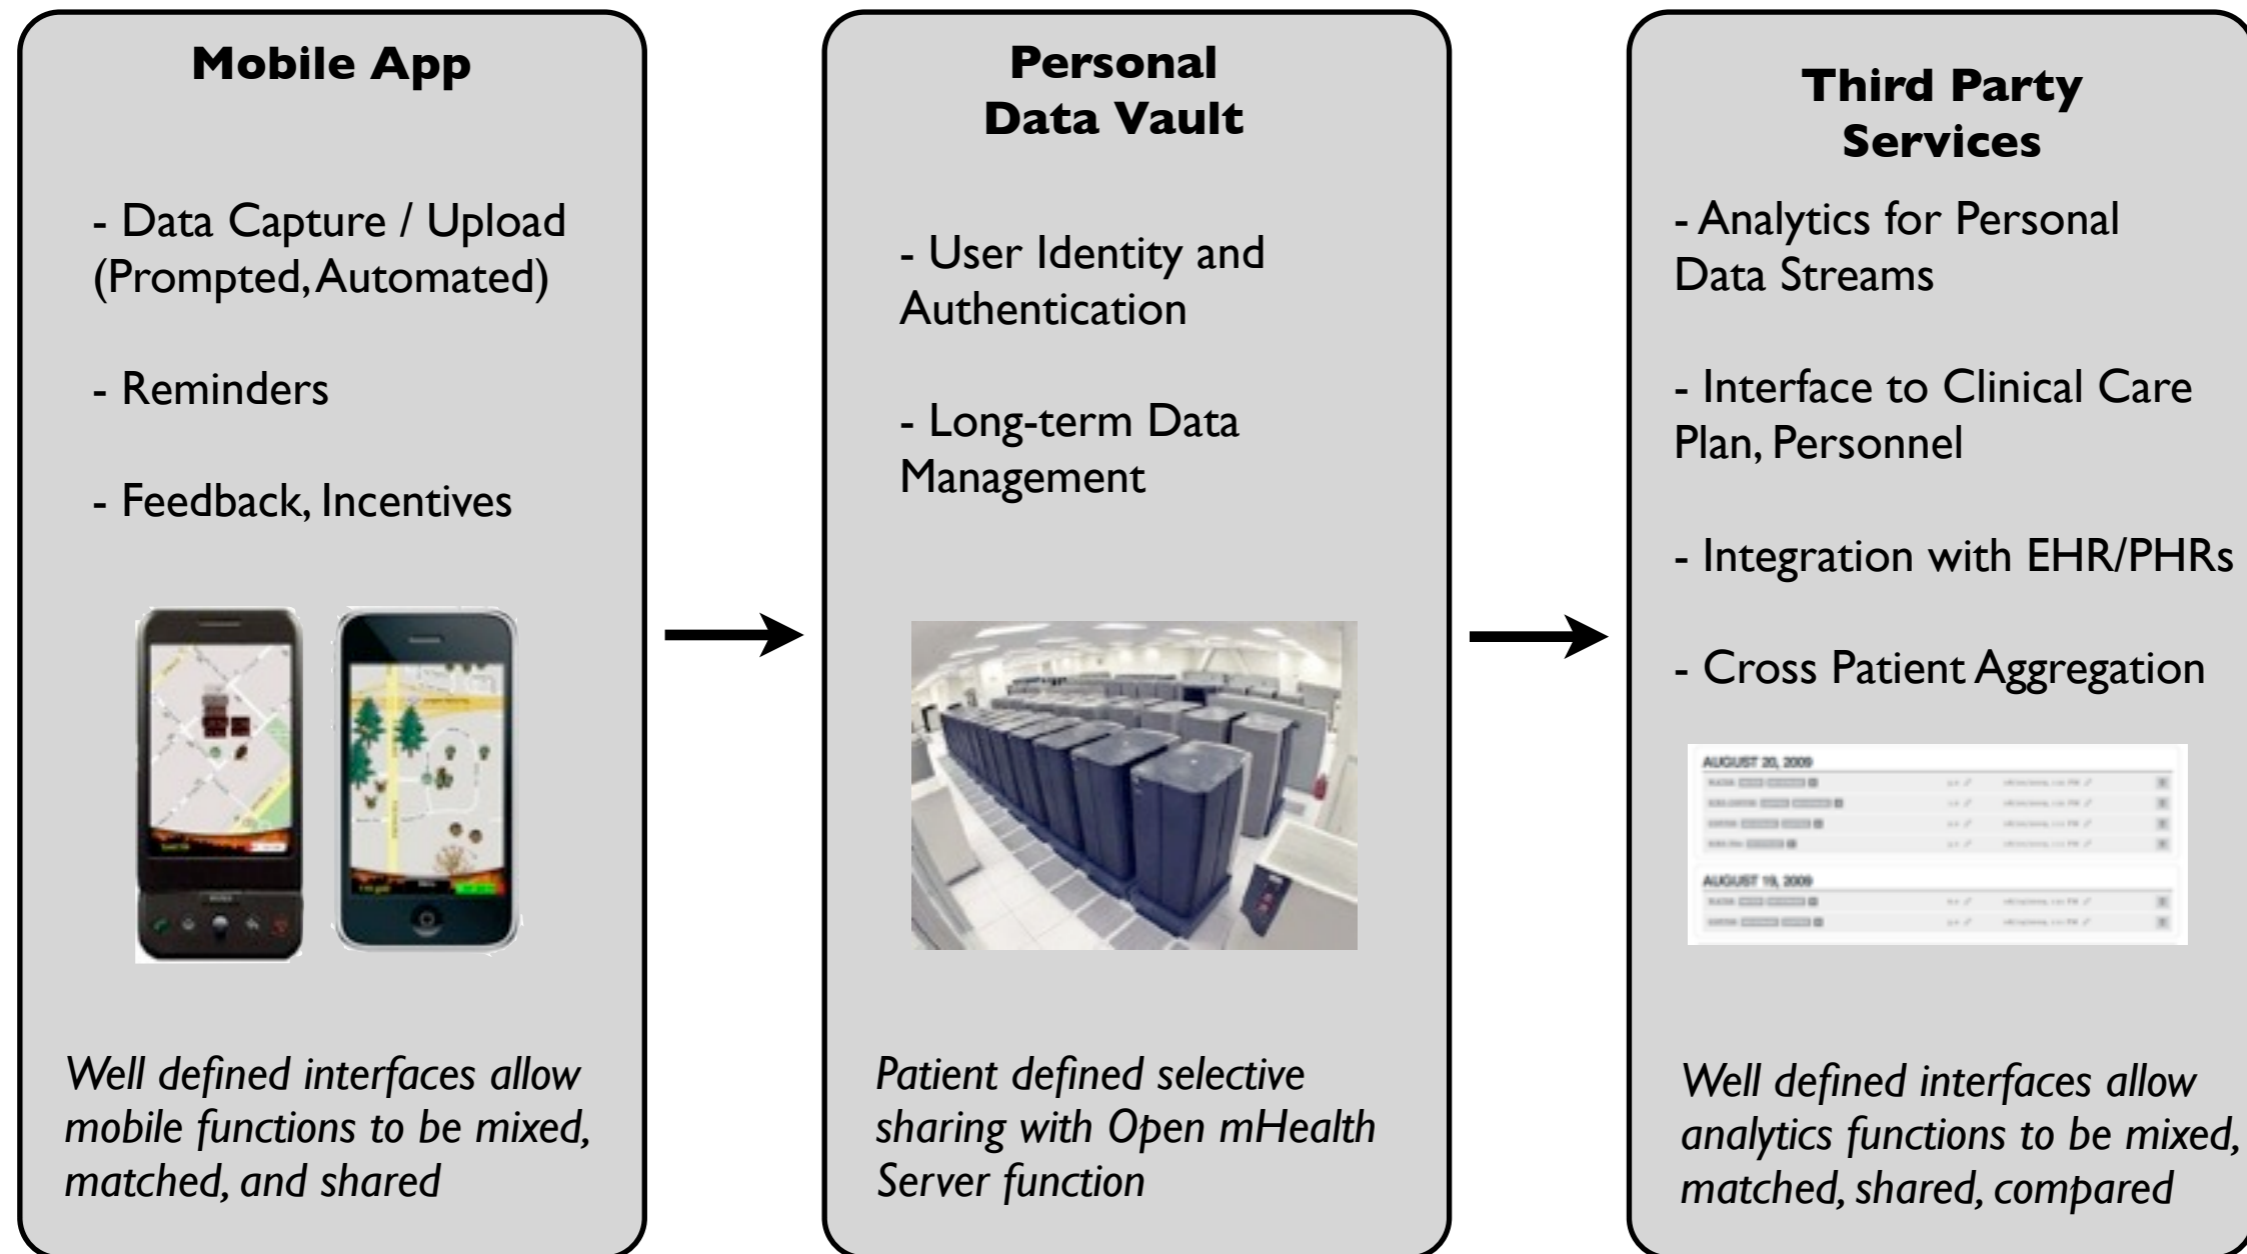 Mobile App
- Data Capture / Upload
(Prompted, Automated)
- Reminders
- Feedback, Incentives
Well defined interfaces allow
mobile functions to be mixed,
matched, and shared
Personal
Data Vault
- User Identity and
Authentication
- Long-term Data
Management
Patient defined selective
sharing with Open mHealth
Server function
Third Party
Services
- Analytics for Personal
Data Streams
- Interface to Clinical Care
Plan, Personnel
- Integration with EHR/PHRs
- Cross Patient Aggregation
AUGUST 20, 2009
AUGUST 19, 2009
Well defined interfaces allow
analytics functions to be mixed,
matched, shared, compared